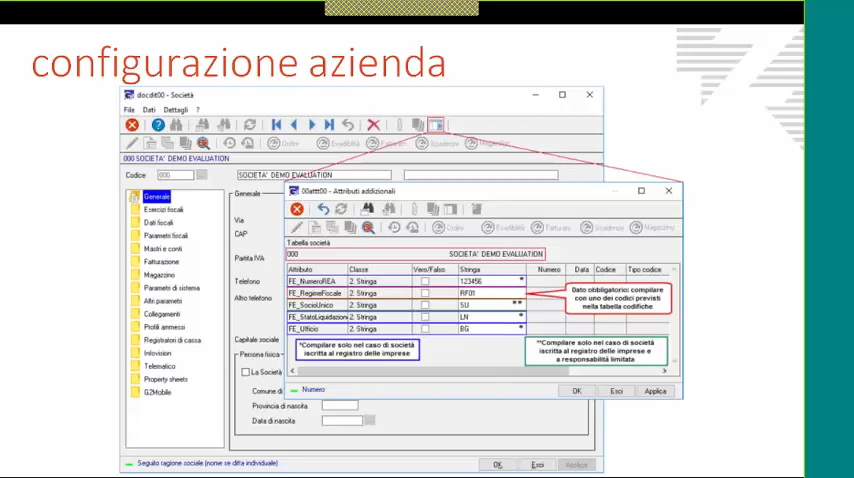 configurazione azienda
docdit00 - Società
File Dati Dettagli ?
Ordini Evadibilità Fatturato Scadenze Magazzino
000 SOCIETA' DEMO EVALUATION
Codice 000 SOCIETA' DEMO EVALUATION
Generale
Esercizi fiscali
Dati fiscali
Parametri fiscali
Mastri e conti
Fatturazione
Magazzino
Parametri di sistema
Altri parametri
Collegamenti
Profili ammessi
Registratori di cassa
Infovision
Telematico
Property sheets
G2Mobile
Generale
Via
CAP
Partita IVA
Telefono
Altro telefono
Capitale sociale
Persona fisica
La Società
Comune di
Provincia di nascita
Data di nascita
00attt00 - Attributi addizionali
Ordini Evadibilità Fatturato Scadenze Magazzino
Tabella società
000 SOCIETA' DEMO EVALUATION
Attributo Classe Vero/Falso Stringa Numero Data Codice Tipo codice
FE_NumeroREA 2. Stringa 123456 *
FE_RegimeFiscale 2. Stringa RF01
FE_SocioUnico 2. Stringa SU **
FE_StatoLiquidazion 2. Stringa LN *
FE_Ufficio 2. Stringa BG *
Dato obbligatorio: compilare
con uno dei codici previsti
nella tabella codifiche.
*Compilare solo nel caso di società
iscritta al registro delle imprese
**Compilare solo nel caso di società
iscritta al registro delle imprese e
a responsabilità limitata
Numero
OK Esci Applica
Seguito ragione sociale (nome se ditta individuale)
OK Esci Applica